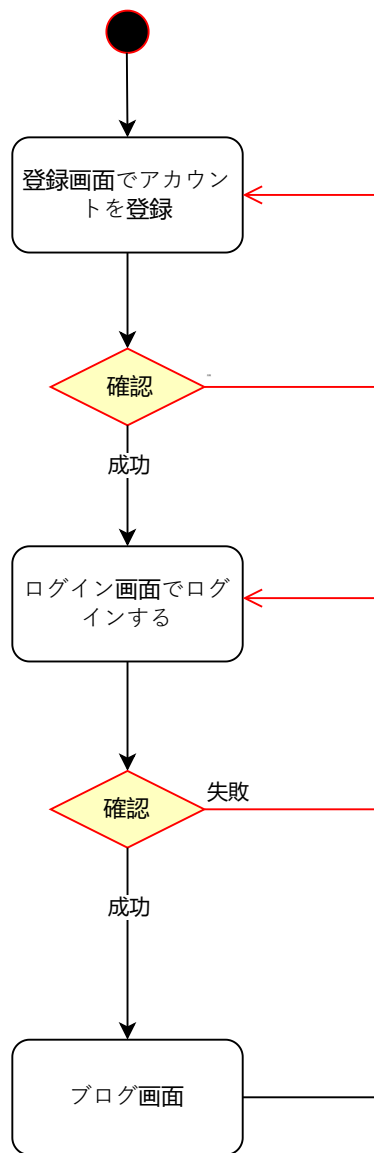 登録画面でアカウン
トを登録
確認
成功
ログイン画面でログ
インする
確認
失敗
成功
ブログ画面